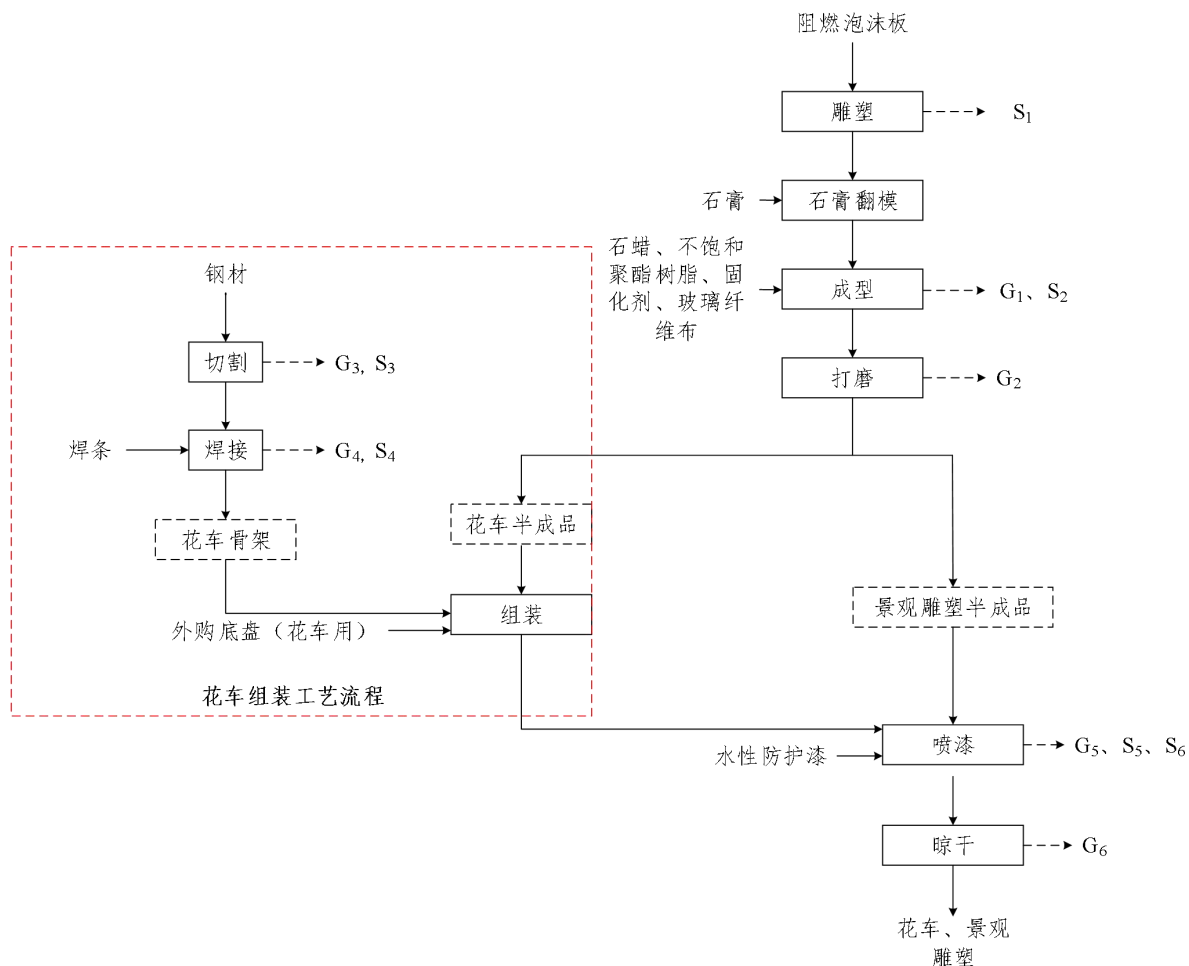 阻燃泡沫板
雕塑
S₁
石膏
石膏翻模
石蜡、不饱和
聚酯树脂、固
化剂、玻璃纤
维布
成型
G₁、S₂
打磨
G₂
钢材
切割
G₃, S₃
焊条
焊接
G₄, S₄
花车骨架
花车半成品
组装
外购底盘（花车用）
花车组装工艺流程
景观雕塑半成品
水性防护漆
喷漆
G₅、S₅、S₆
晾干
G₆
花车、景观
雕塑